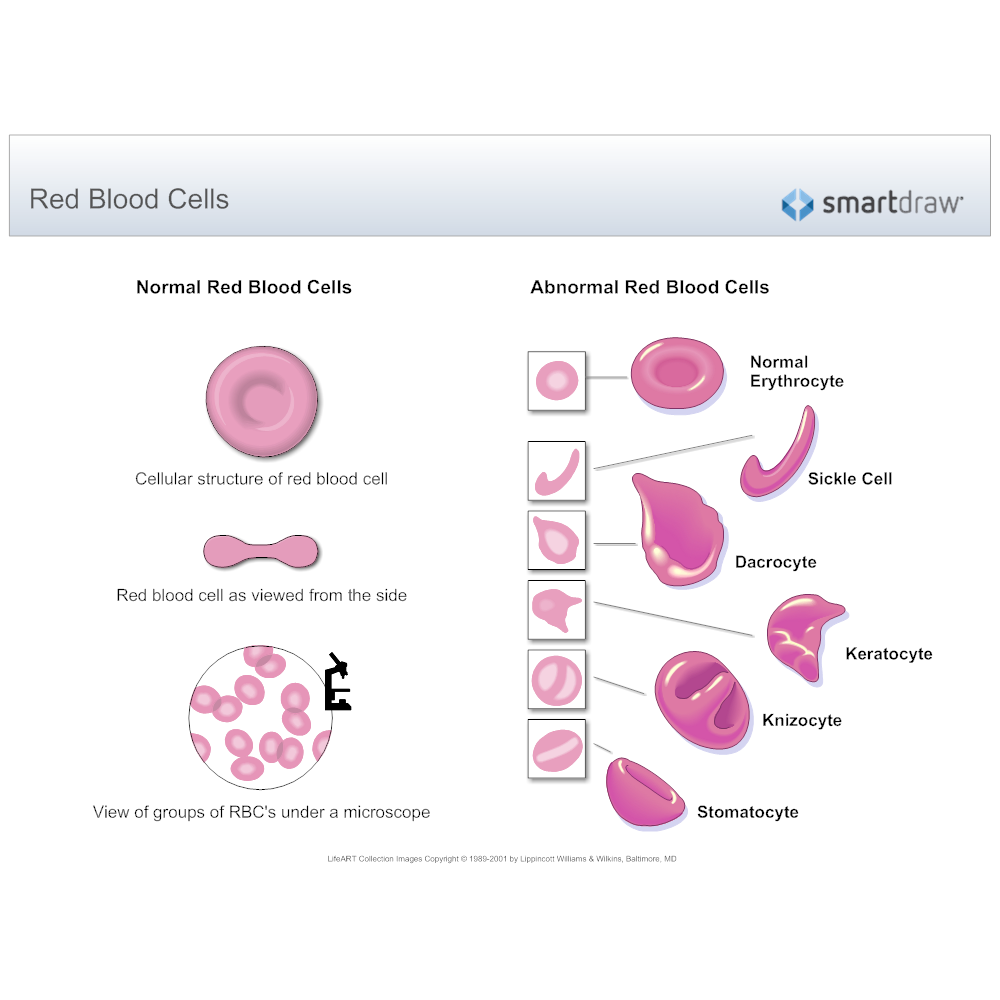 Red Blood Cells
smartdraw
Normal Red Blood Cells
Cellular structure of red blood cell
Red blood cell as viewed from the side
View of groups of RBC's under a microscope
Abnormal Red Blood Cells
Normal
Erythrocyte
Sickle Cell
Dacrocyte
Keratocyte
Knizocyte
Stomatocyte
LifeART Collection Images Copyright © 1989-2001 by Lippincott Williams & Wilkins, Baltimore, MD